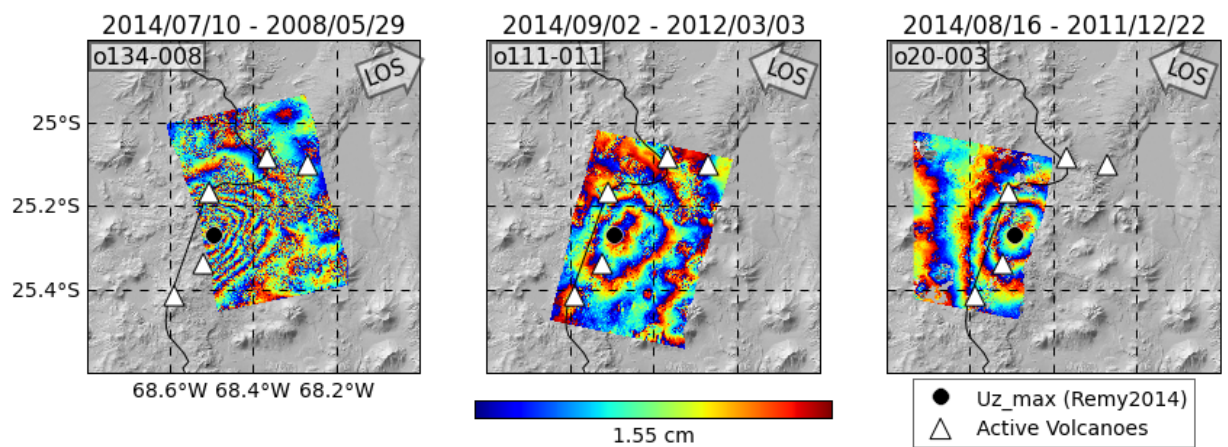 2014/07/10 - 2008/05/29
2014/09/02 - 2012/03/03
2014/08/16 - 2011/12/22
o134-008
LOS
o111-011
LOS
o20-003
LOS
25°S
25.2°S
25.4°S
68.6°W 68.4°W 68.2°W
1.55 cm
Uz_max (Remy2014)
Active Volcanoes